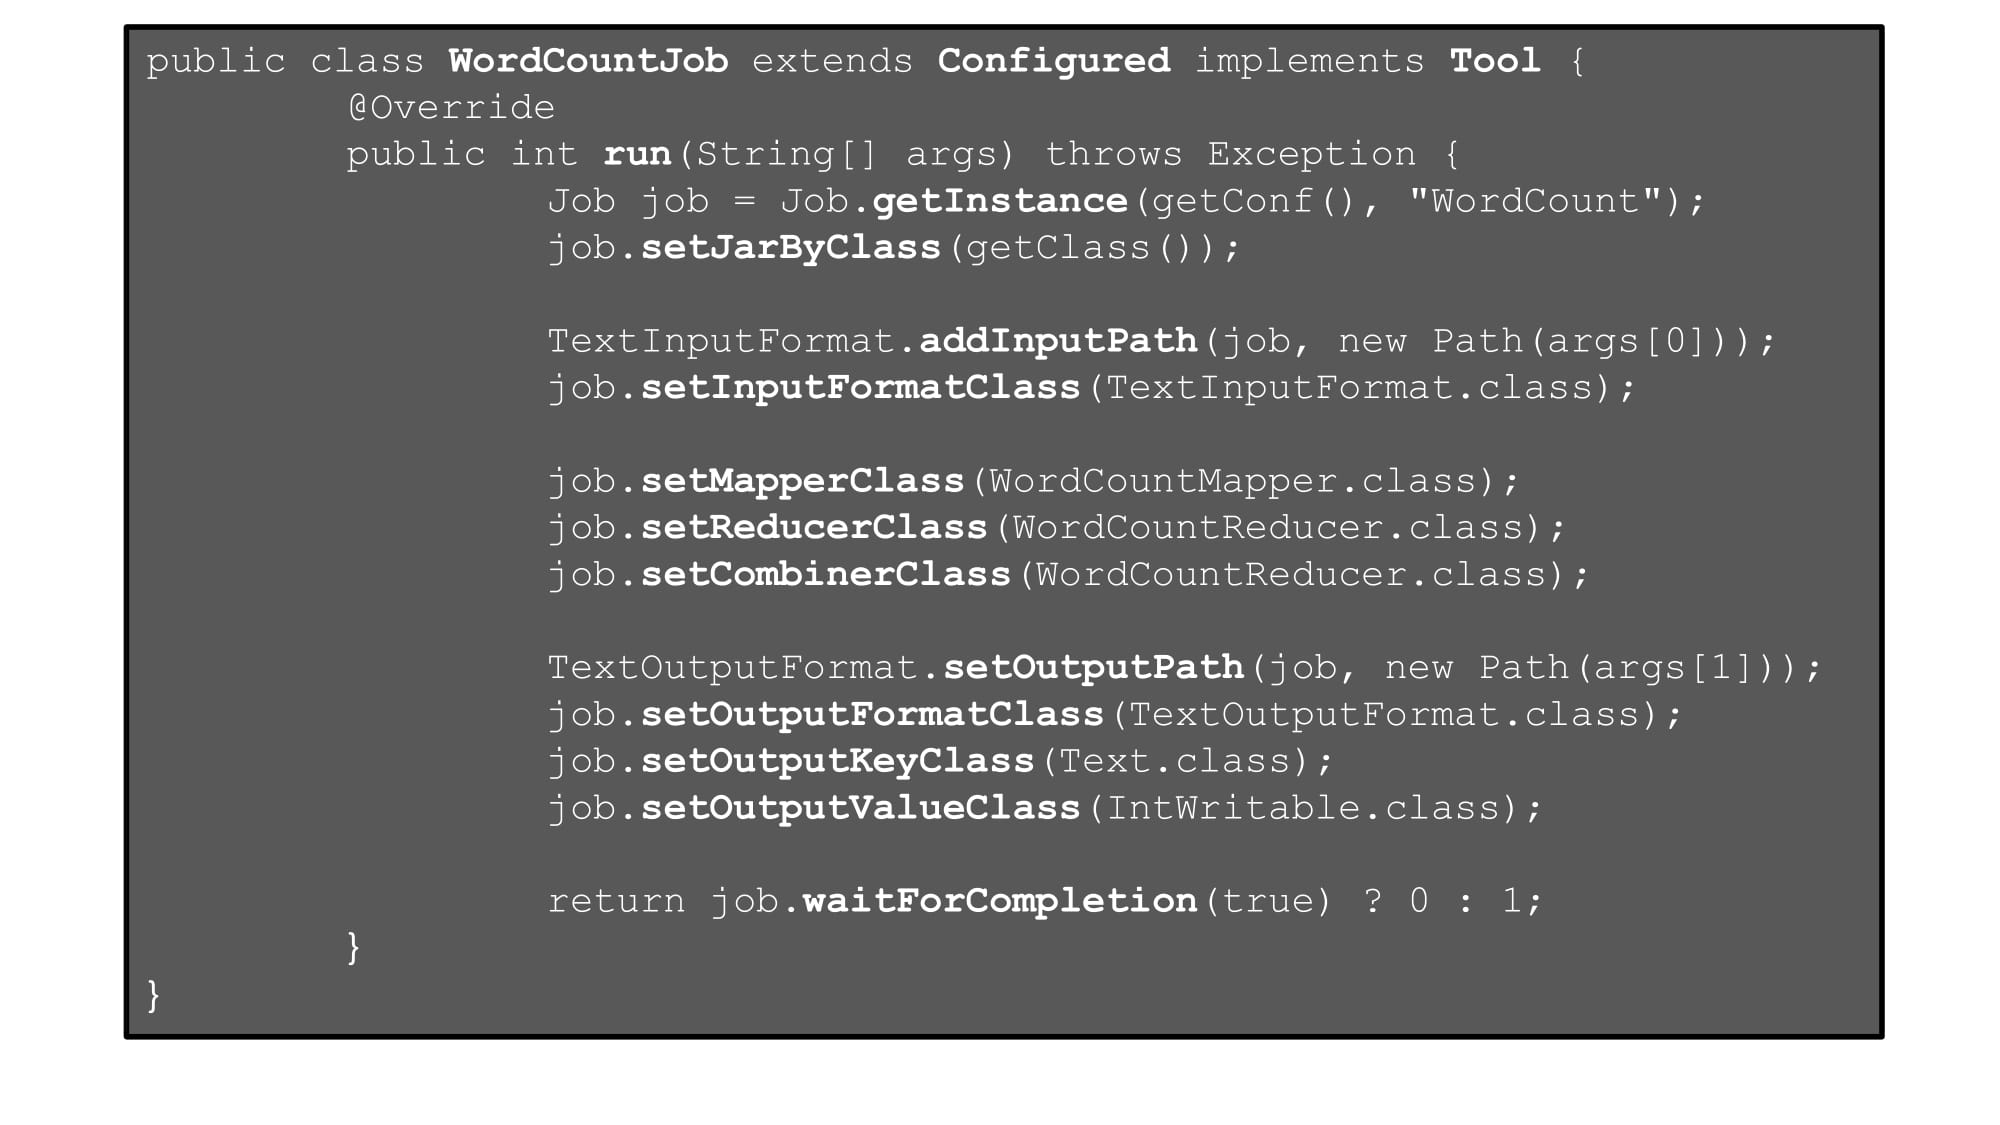 public class WordCountJob extends Configured implements Tool {
@Override
public int run(String[] args) throws Exception {
Job job = Job.getInstance(getConf(), "WordCount");
job.setJarByClass(getClass());
TextInputFormat.addInputPath(job, new Path(args[0]));
job.setInputFormatClass(TextInputFormat.class);
job.setMapperClass(WordCountMapper.class);
job.setReducerClass(WordCountReducer.class);
job.setCombinerClass(WordCountReducer.class);
TextOutputFormat.setOutputPath(job, new Path(args[1]));
job.setOutputFormatClass(TextOutputFormat.class);
job.setOutputKeyClass(Text.class);
job.setOutputValueClass(IntWritable.class);
return job.waitForCompletion(true) ? 0 : 1;
}
}